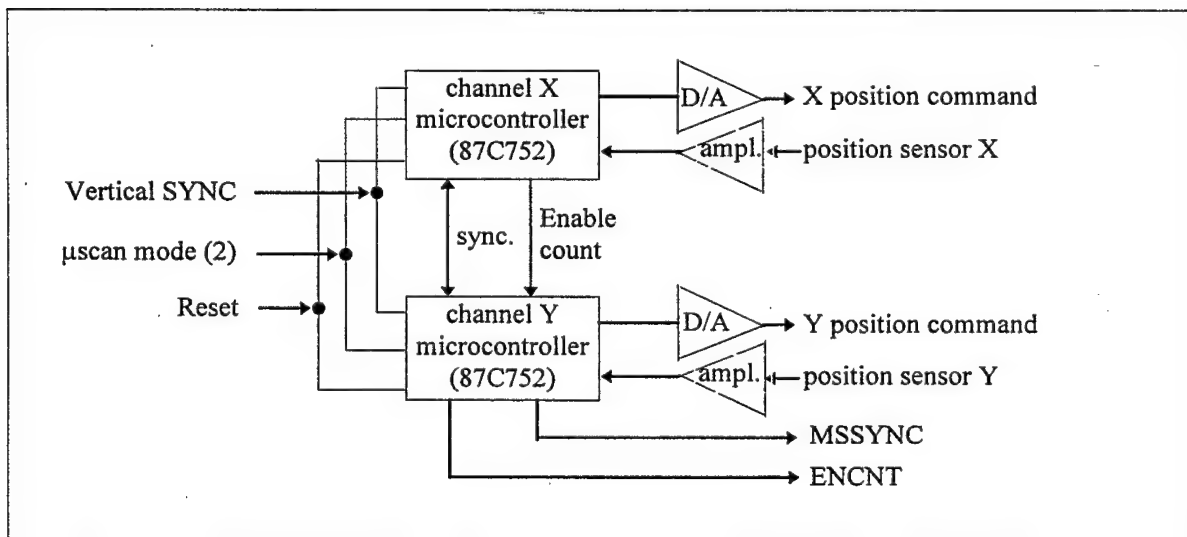 channel X
microcontroller
(87C752)
D/A
X position command
ampl.
position sensor X
Vertical SYNC
μscan mode (2)
Reset
sync.
Enable
count
channel Y
microcontroller
(87C752)
D/A
Y position command
ampl.
position sensor Y
MSSYNC
ENCNT